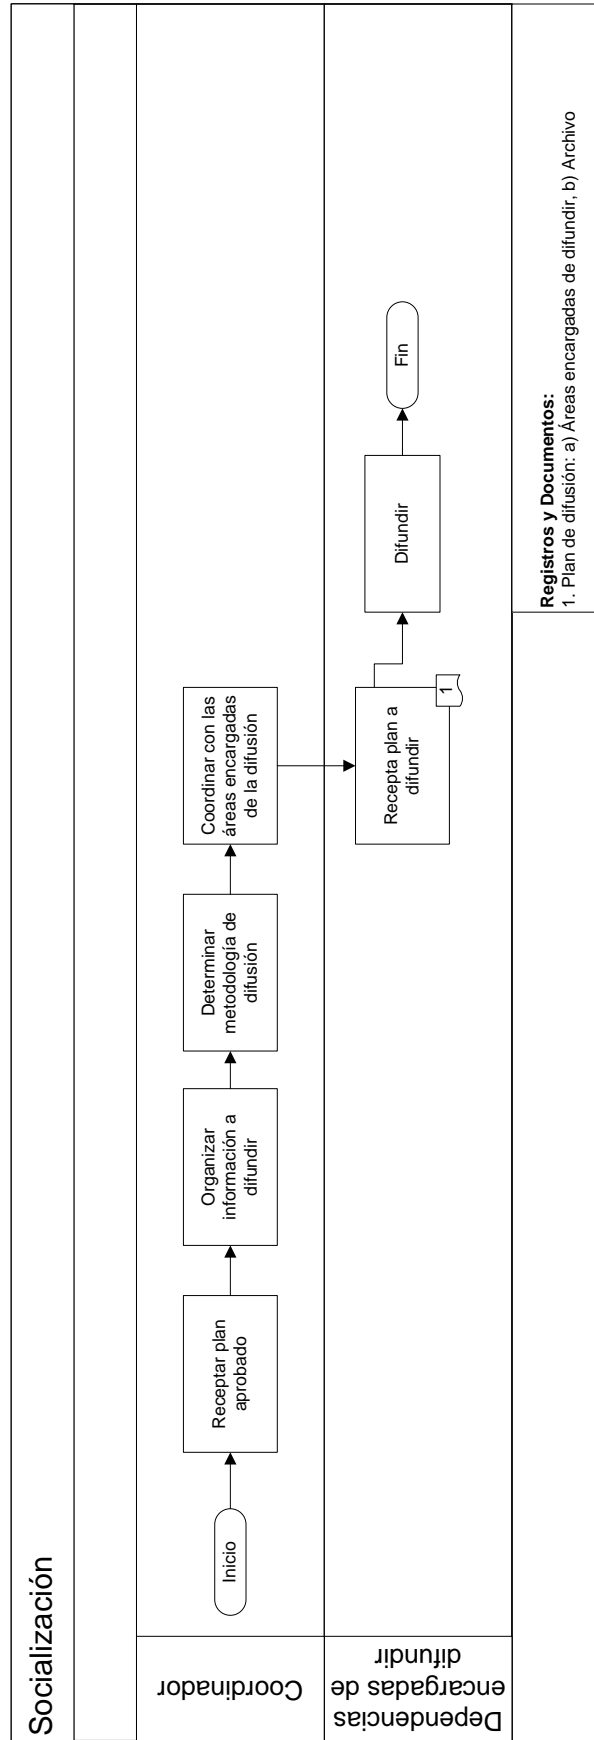 Socialización
Coordinador
Inicio
Receptar plan
aprobado
Organizar
información a
difundir
Determinar
metodología de
difusión
Coordinar con las
áreas encargadas
de la difusión
Dependencias
encargadas de
difundir
Recepta plan a
difundir
1
Difundir
Fin
Registros y Documentos:
1. Plan de difusión: a) Áreas encargadas de difundir, b) Archivo